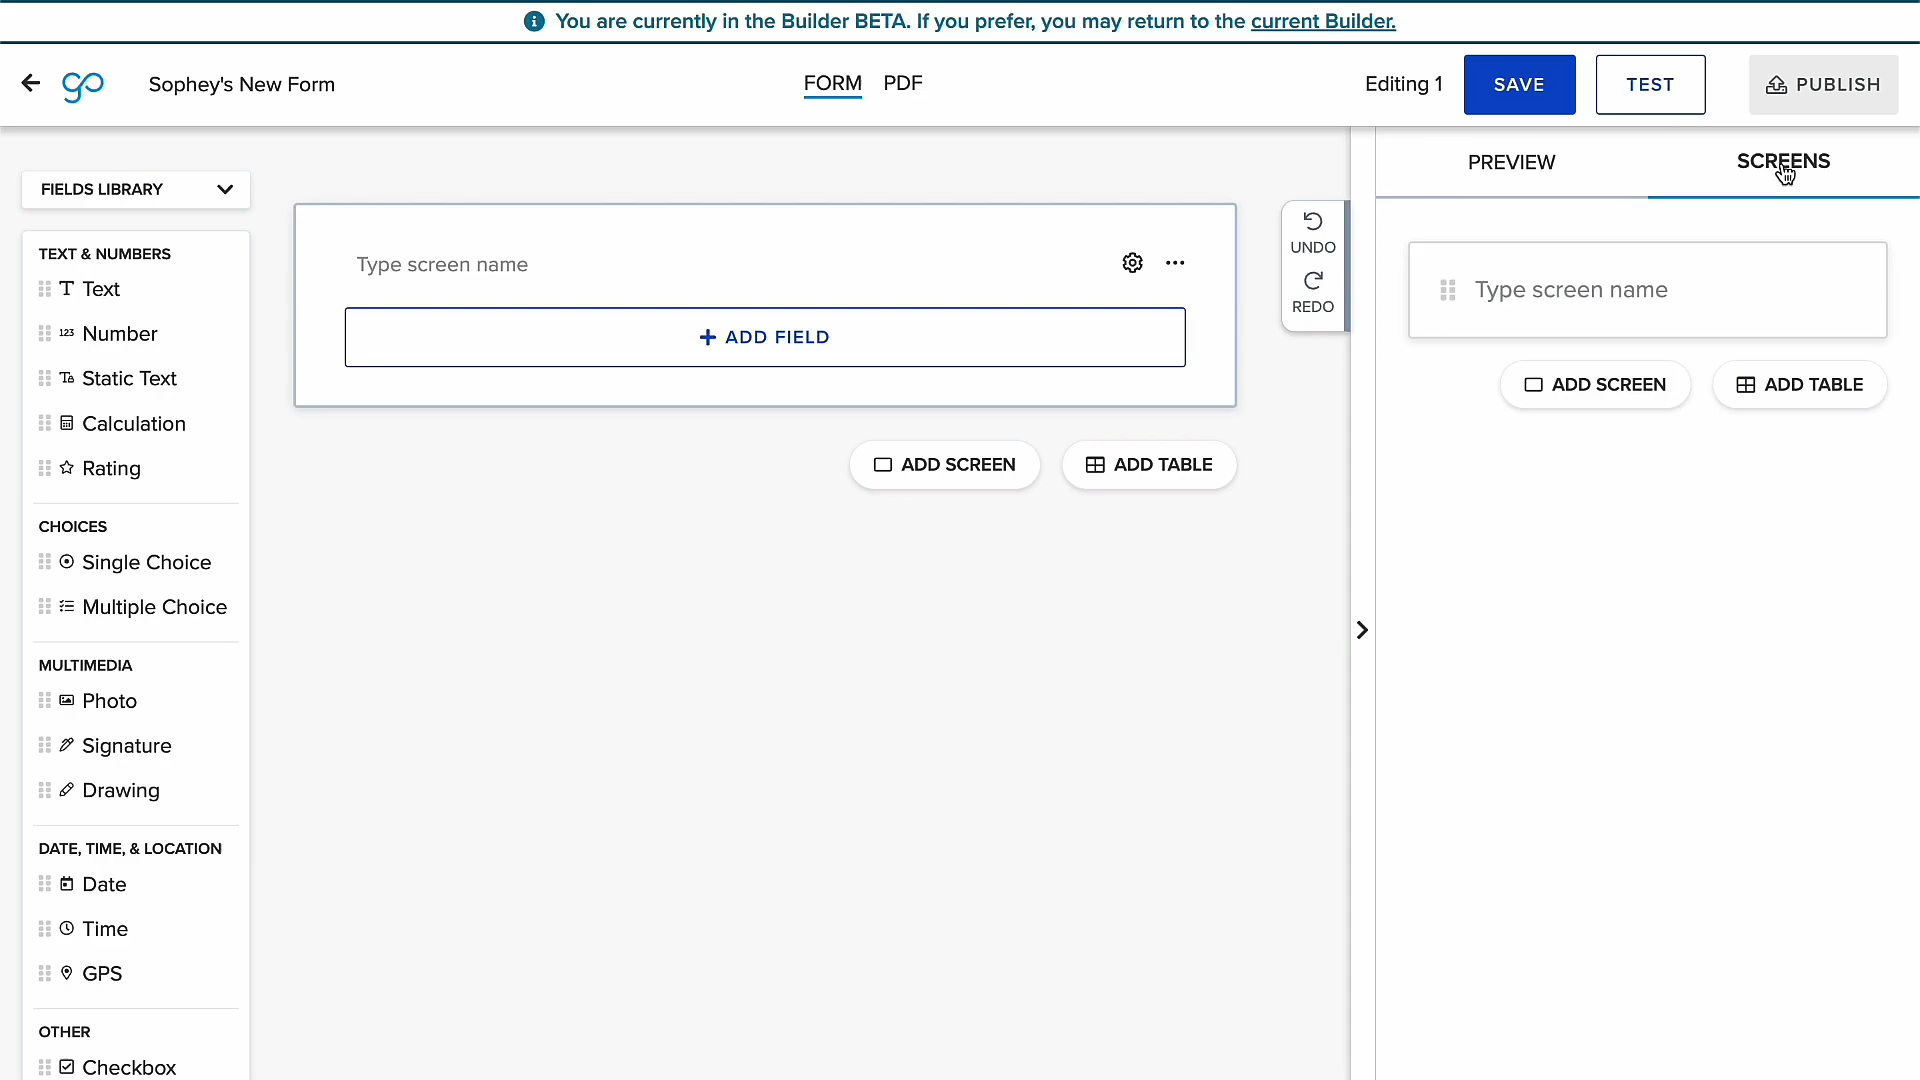 You are currently in the Builder BETA. If you prefer, you may return to the current Builder.
go
Sophey's New Form
FORM
PDF
Editing 1
SAVE
TEST
PUBLISH
FIELDS LIBRARY
TEXT & NUMBERS
Text
123 Number
Static Text
Calculation
Rating
CHOICES
Single Choice
Multiple Choice
MULTIMEDIA
Photo
Signature
Drawing
DATE, TIME, & LOCATION
Date
Time
GPS
OTHER
Checkbox
Type screen name
+ ADD FIELD
ADD SCREEN
ADD TABLE
UNDO
REDO
PREVIEW
SCREENS
Type screen name
ADD SCREEN
ADD TABLE